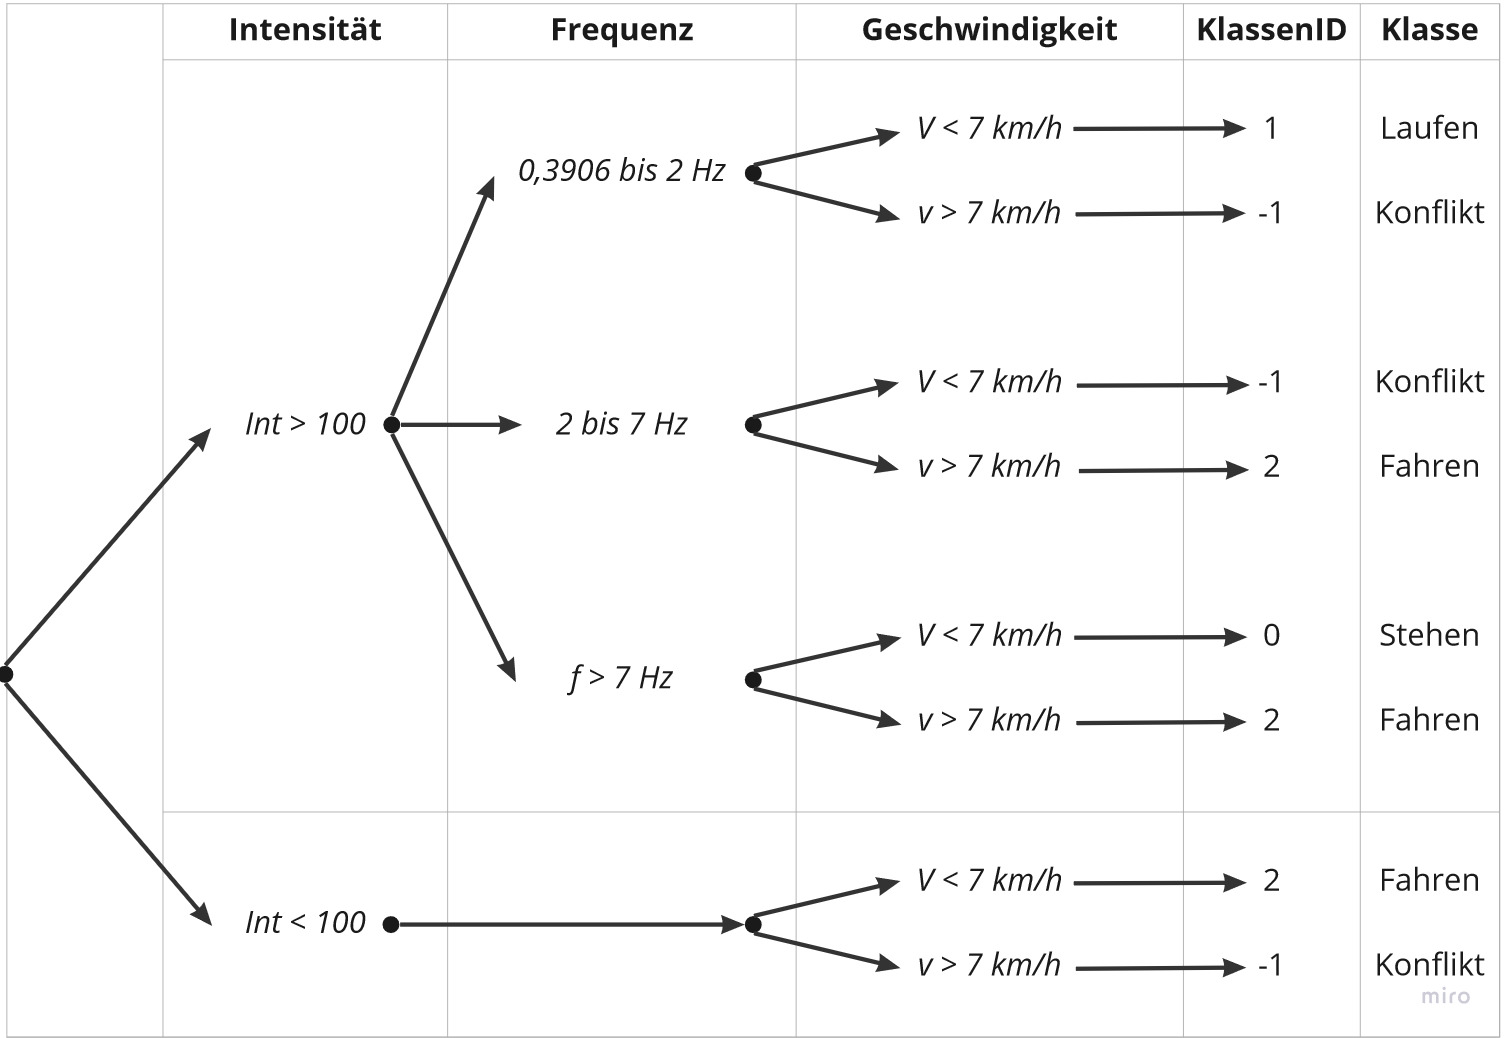 Intensität Frequenz Geschwindigkeit KlassenID Klasse
V < 7 km/h 1 Laufen
0,3906 bis 2 Hz
v > 7 km/h -1 Konflikt
V < 7 km/h -1 Konflikt
Int > 100 2 bis 7 Hz
v > 7 km/h 2 Fahren
V < 7 km/h 0 Stehen
f > 7 Hz
v > 7 km/h 2 Fahren
V < 7 km/h 2 Fahren
Int < 100
v > 7 km/h -1 Konflikt
miro